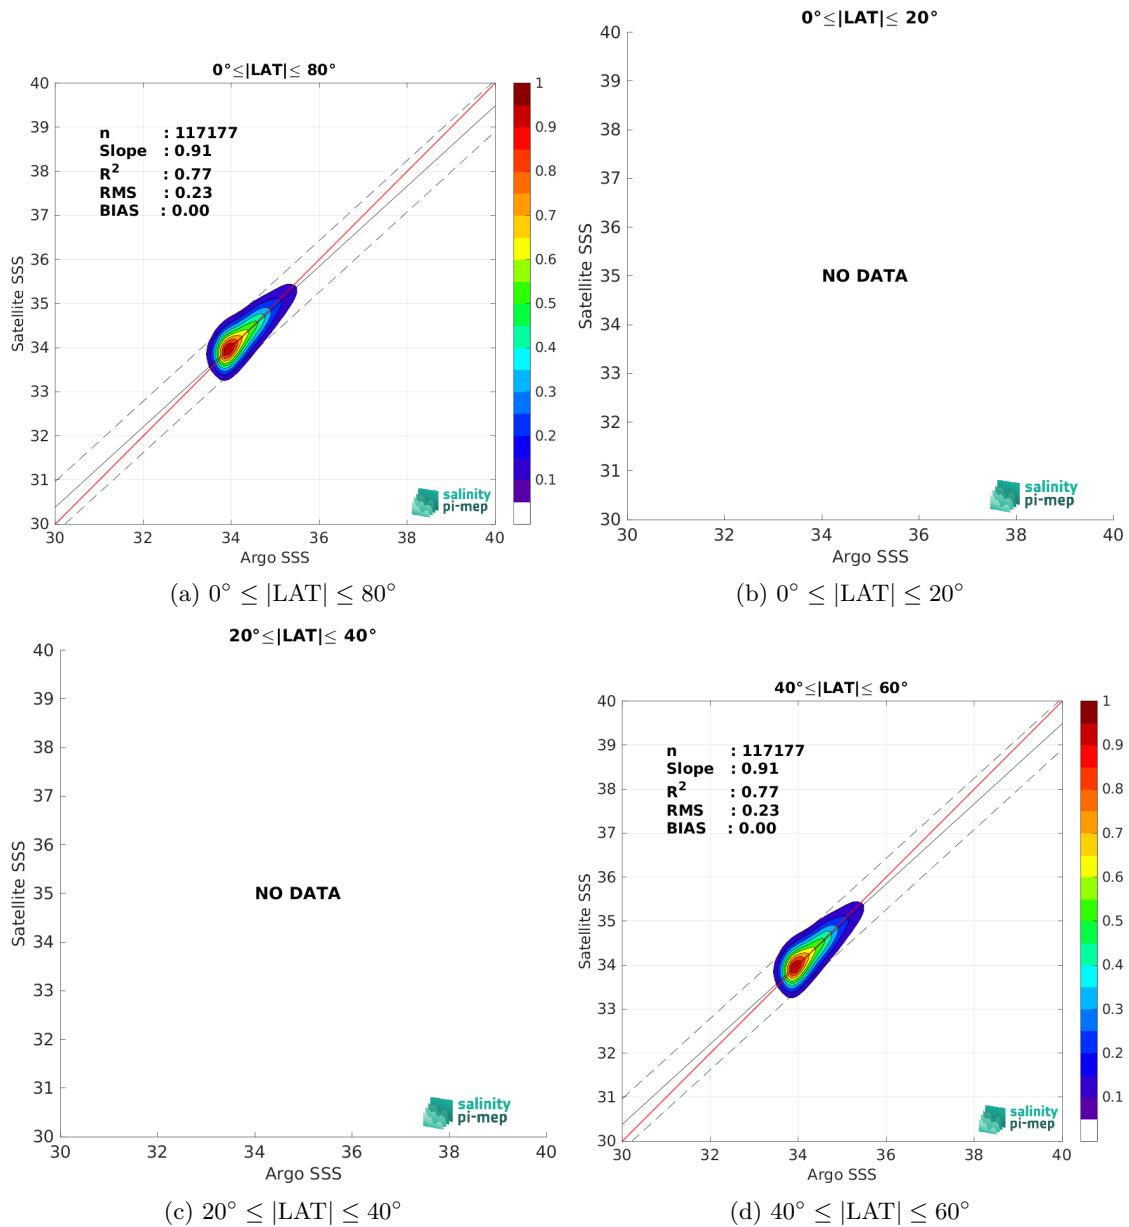 0°≤|LAT|≤ 80°
40
39
38
37
36
35
34
33
32
31
30
Satellite SSS
n : 117177
Slope : 0.91
R² : 0.77
RMS : 0.23
BIAS : 0.00
salinity
pi-mep
30 32 34 36 38 40
Argo SSS
1
0.9
0.8
0.7
0.6
0.5
0.4
0.3
0.2
0.1
(a) 0° ≤ |LAT| ≤ 80°
0°≤|LAT|≤ 20°
40
39
38
37
36
35
34
33
32
31
30
Satellite SSS
NO DATA
salinity
pi-mep
30 32 34 36 38 40
Argo SSS
(b) 0° ≤ |LAT| ≤ 20°
20°≤|LAT|≤ 40°
40
39
38
37
36
35
34
33
32
31
30
Satellite SSS
NO DATA
salinity
pi-mep
30 32 34 36 38 40
Argo SSS
(c) 20° ≤ |LAT| ≤ 40°
40°≤|LAT|≤ 60°
40
39
38
37
36
35
34
33
32
31
30
Satellite SSS
n : 117177
Slope : 0.91
R² : 0.77
RMS : 0.23
BIAS : 0.00
salinity
pi-mep
30 32 34 36 38 40
Argo SSS
1
0.9
0.8
0.7
0.6
0.5
0.4
0.3
0.2
0.1
(d) 40° ≤ |LAT| ≤ 60°